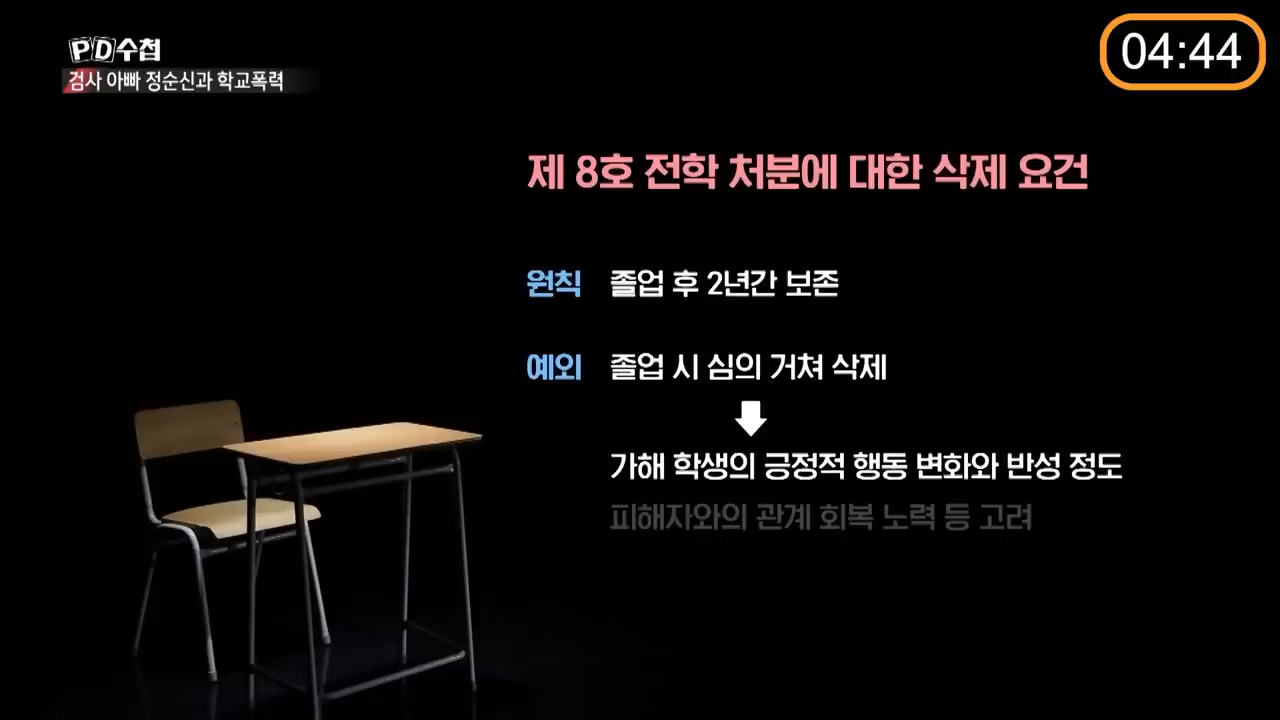 PD수첩
검사 아빠 정순신과 학교폭력
04:44
제 8호 전학 처분에 대한 삭제 요건
원칙 졸업 후 2년간 보존
예외 졸업 시 심의 거쳐 삭제
가해 학생의 긍정적 행동 변화와 반성 정도
피해자와의 관계 회복 노력 등 고려